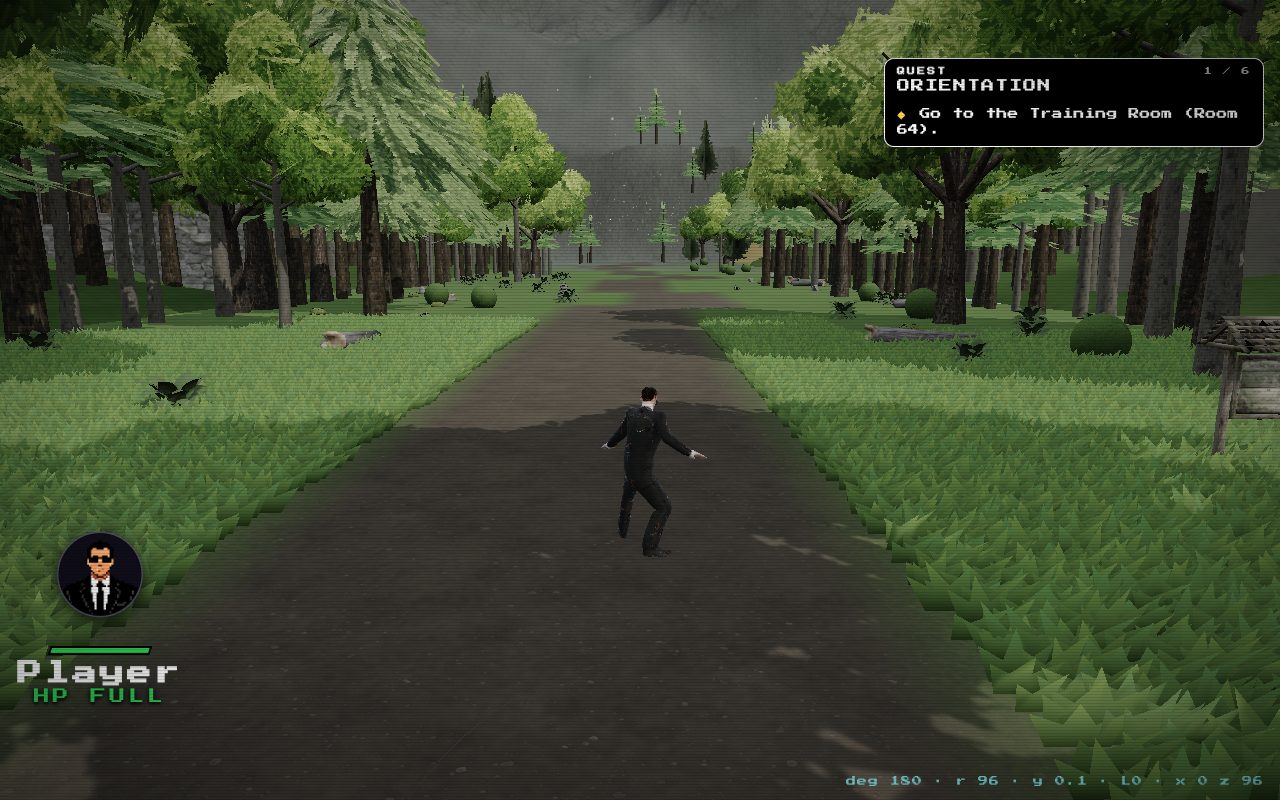 QUEST 1 / 6
ORIENTATION
◆ Go to the Training Room (Room
64).
Player
HP FULL
deg 180 · r 96 · y 0.1 · L0 · x 0 z 96